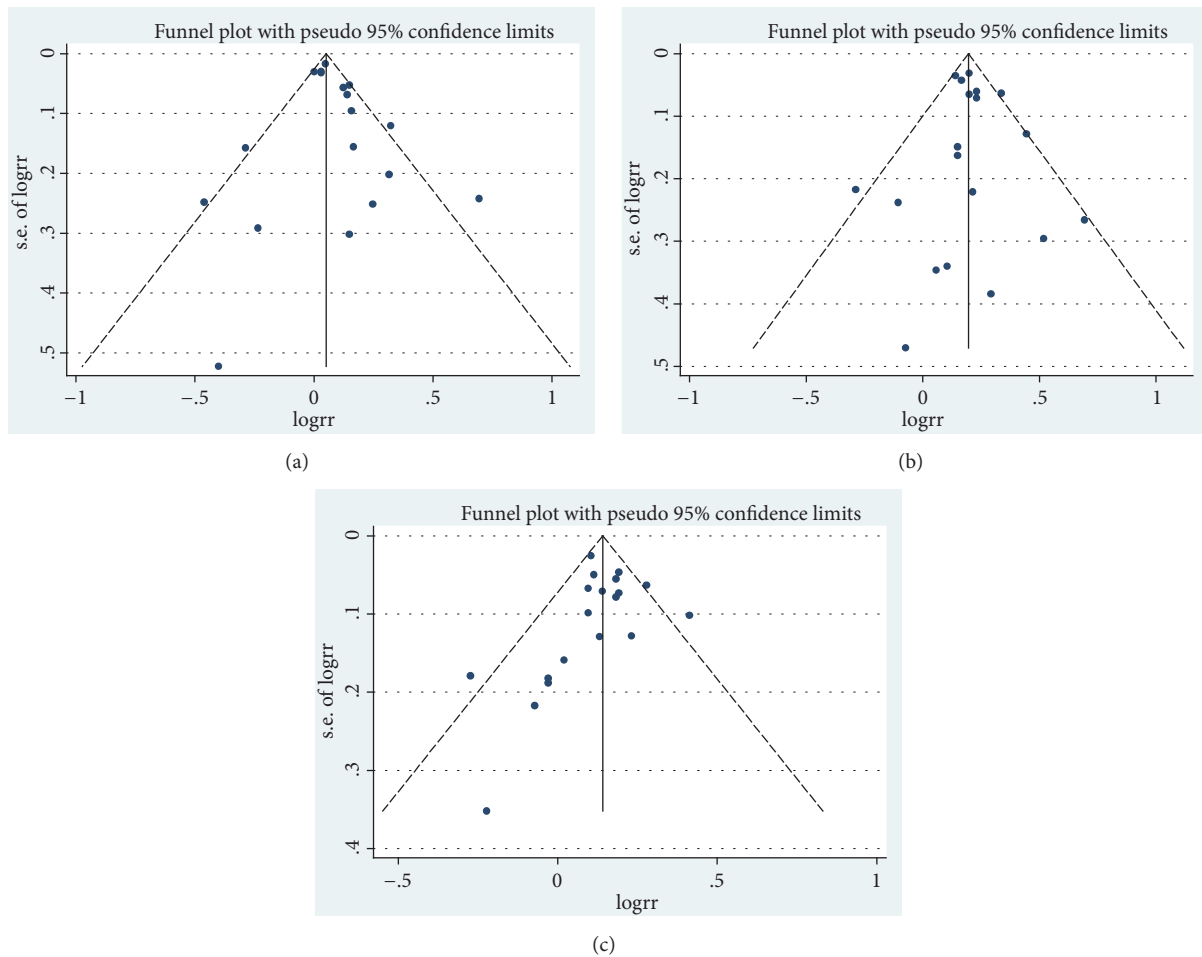 Funnel plot with pseudo 95% confidence limits
0
.1
.2
.3
.4
.5
s.e. of logrr
−1 −.5 0 .5 1
logrr
(a)
Funnel plot with pseudo 95% confidence limits
0
.1
.2
.3
.4
.5
s.e. of logrr
−1 −.5 0 .5 1
logrr
(b)
Funnel plot with pseudo 95% confidence limits
0
.1
.2
.3
.4
s.e. of logrr
−.5 0 .5 1
logrr
(c)